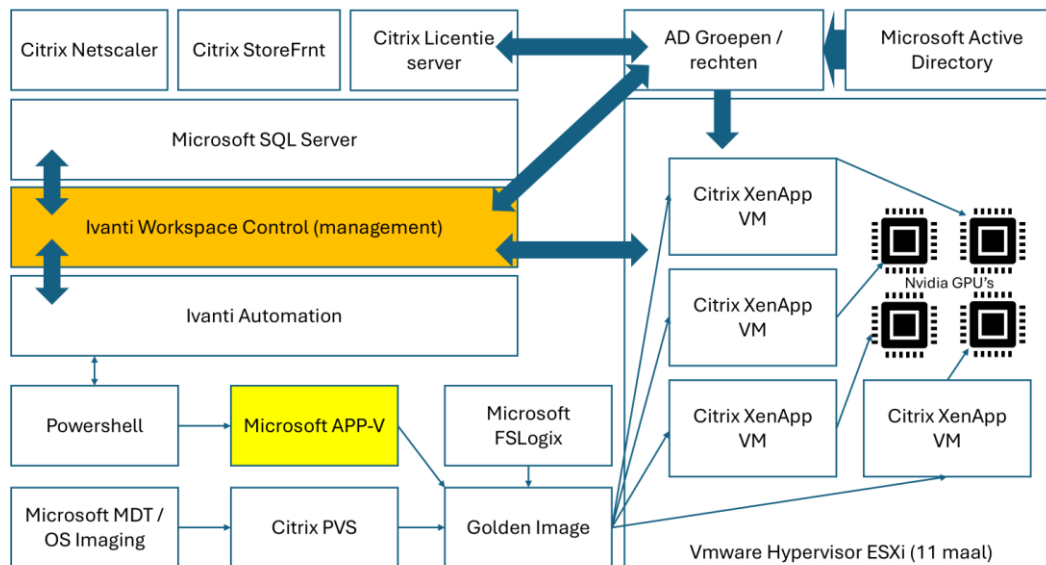 Citrix Netscaler
Citrix StoreFrnt
Citrix Licentie
server
AD Groepen /
rechten
Microsoft Active
Directory
Microsoft SQL Server
Ivanti Workspace Control (management)
Ivanti Automation
Citrix XenApp
VM
Nvidia GPU's
Citrix XenApp
VM
Citrix XenApp
VM
Citrix XenApp
VM
Powershell
Microsoft APP-V
Microsoft
FSLogix
Microsoft MDT /
OS Imaging
Citrix PVS
Golden Image
Vmware Hypervisor ESXi (11 maal)